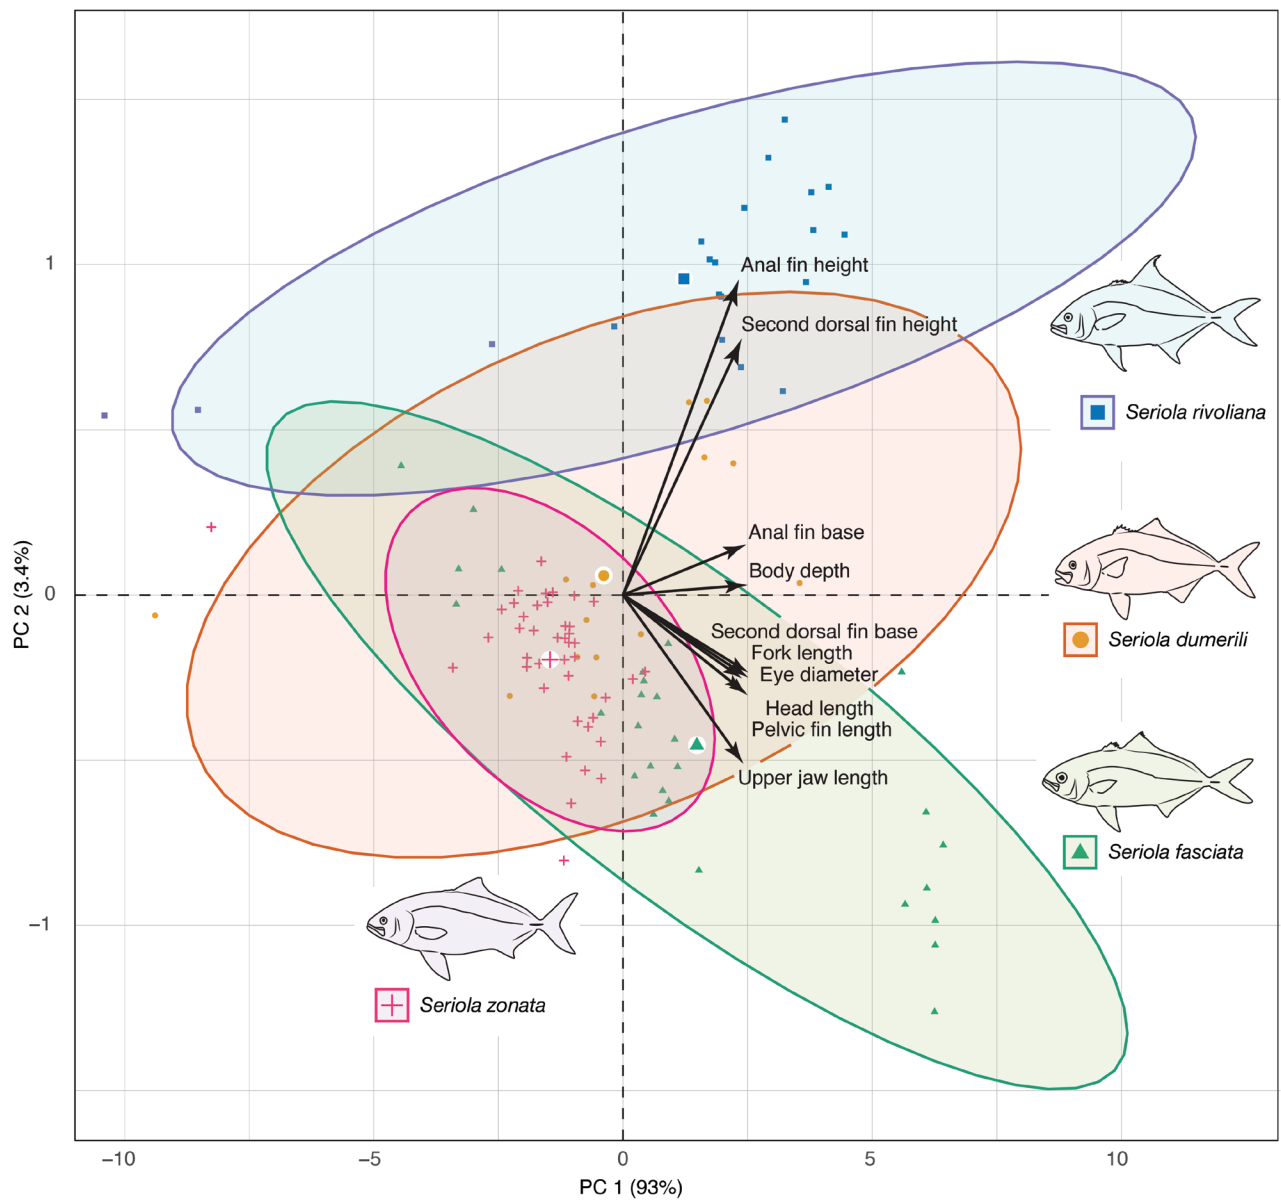 1
0
−1
PC 2 (3.4%)
Anal fin height
Second dorsal fin height
Seriola rivoliana
Anal fin base
Body depth
Second dorsal fin base
Fork length
Eye diameter
Seriola dumerili
Head length
Pelvic fin length
Upper jaw length
Seriola fasciata
Seriola zonata
−10
−5
0
5
10
PC 1 (93%)